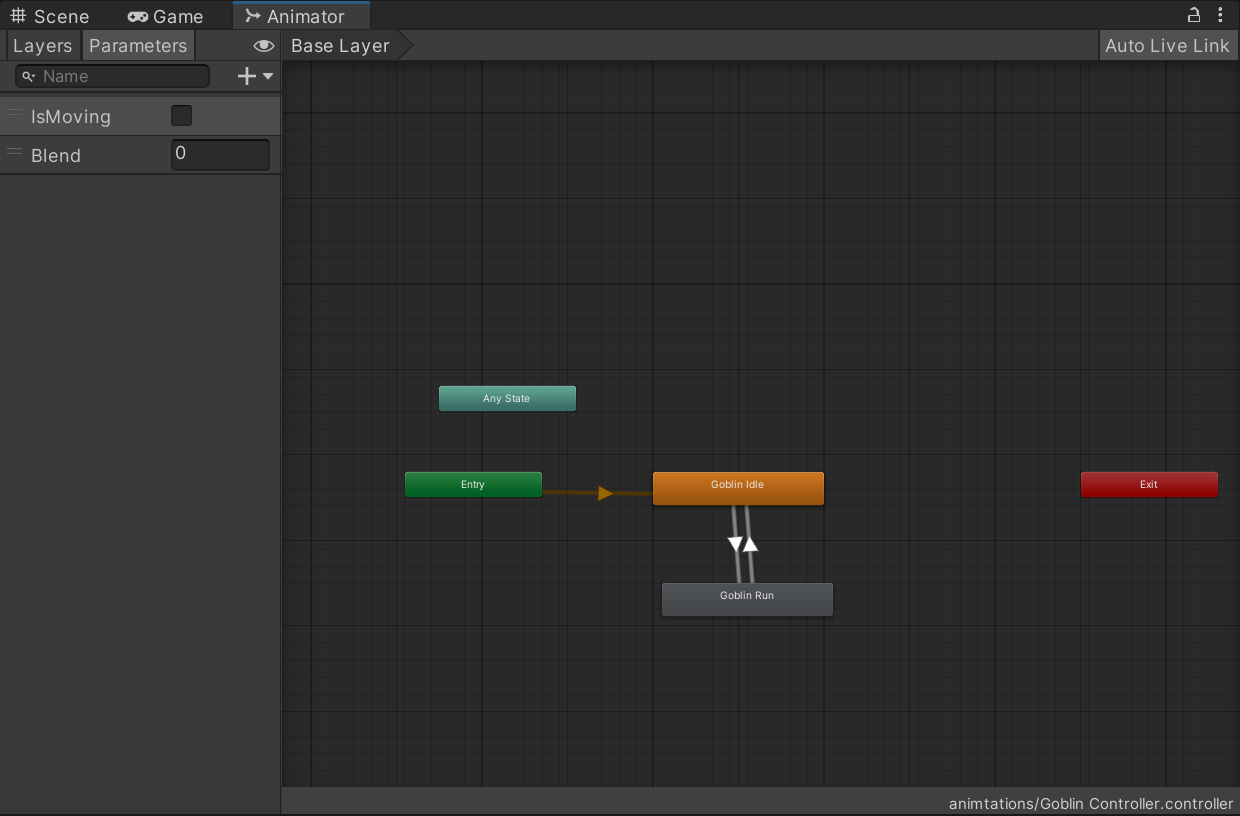 Scene Game Animator
Layers Parameters Base Layer Auto Live Link
Name
IsMoving
Blend 0
Any State
Entry Goblin Idle Exit
Goblin Run
animtations/Goblin Controller.controller